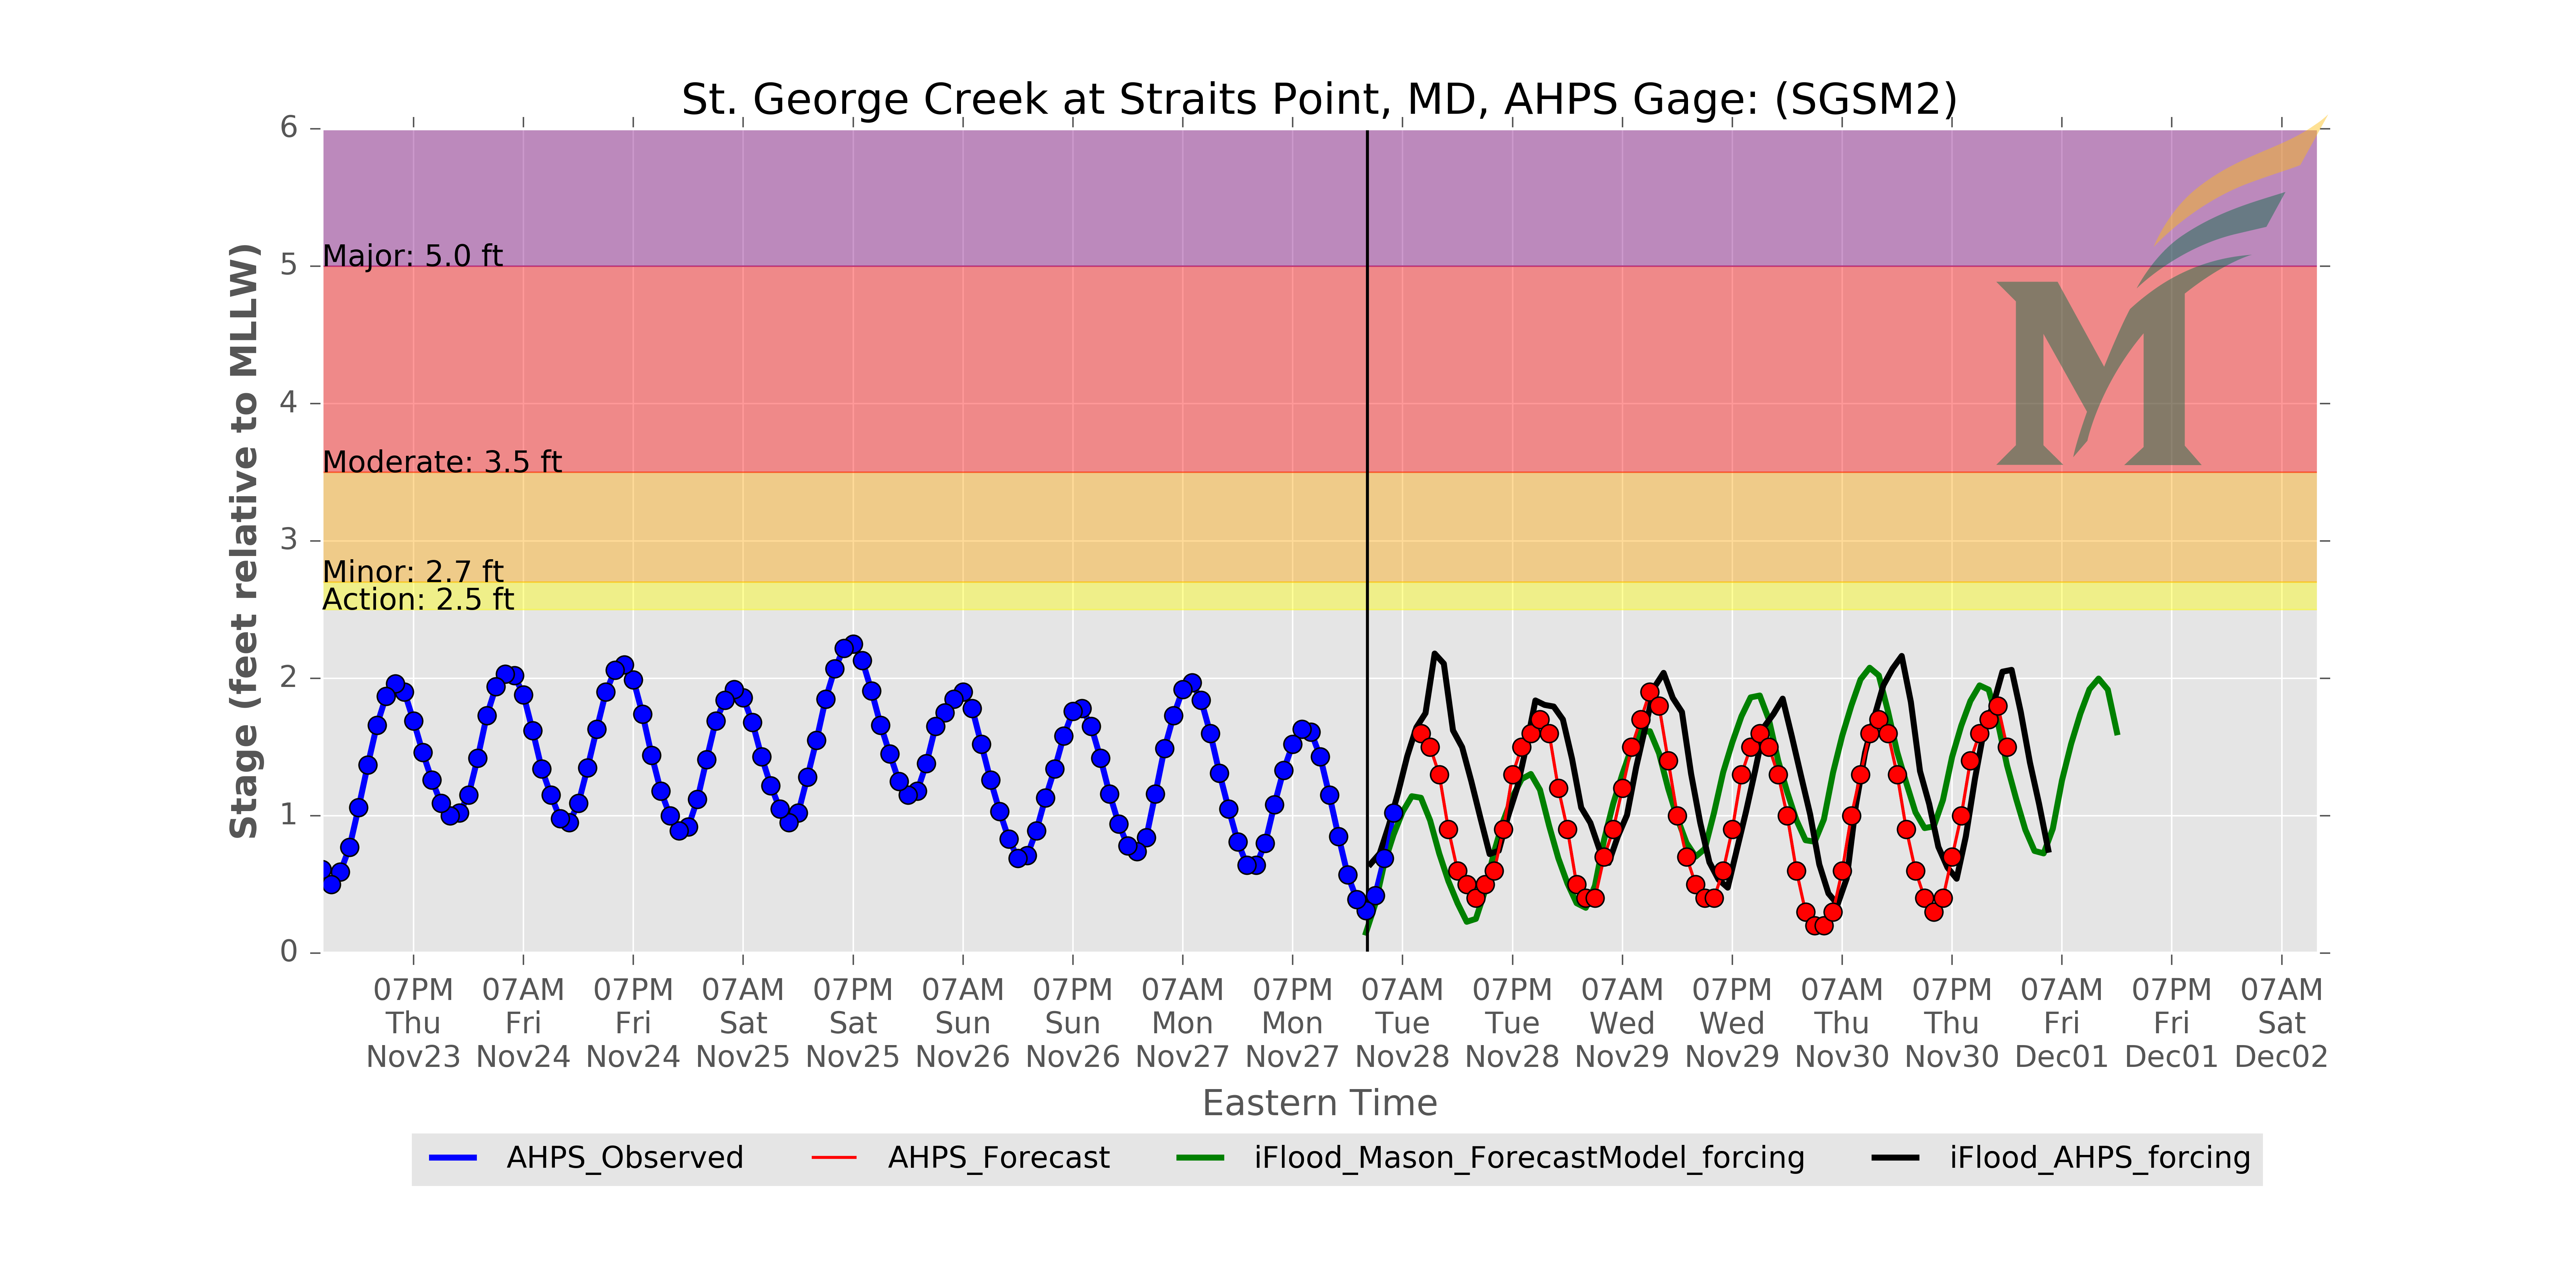 St. George Creek at Straits Point, MD, AHPS Gage: (SGSM2)
Stage (feet relative to MLLW)
6
5
4
3
2
1
0
Major: 5.0 ft
Moderate: 3.5 ft
Minor: 2.7 ft
Action: 2.5 ft
07PM 07AM 07PM 07AM 07PM 07AM 07PM 07AM 07PM 07AM 07PM 07AM 07PM 07AM 07PM 07AM 07PM 07AM
Thu Fri Fri Sat Sat Sun Sun Mon Mon Tue Tue Wed Wed Thu Thu Fri Fri Sat
Nov23 Nov24 Nov24 Nov25 Nov25 Nov26 Nov26 Nov27 Nov27 Nov28 Nov28 Nov29 Nov29 Nov30 Nov30 Dec01 Dec01 Dec02
Eastern Time
AHPS_Observed AHPS_Forecast iFlood_Mason_ForecastModel_forcing iFlood_AHPS_forcing